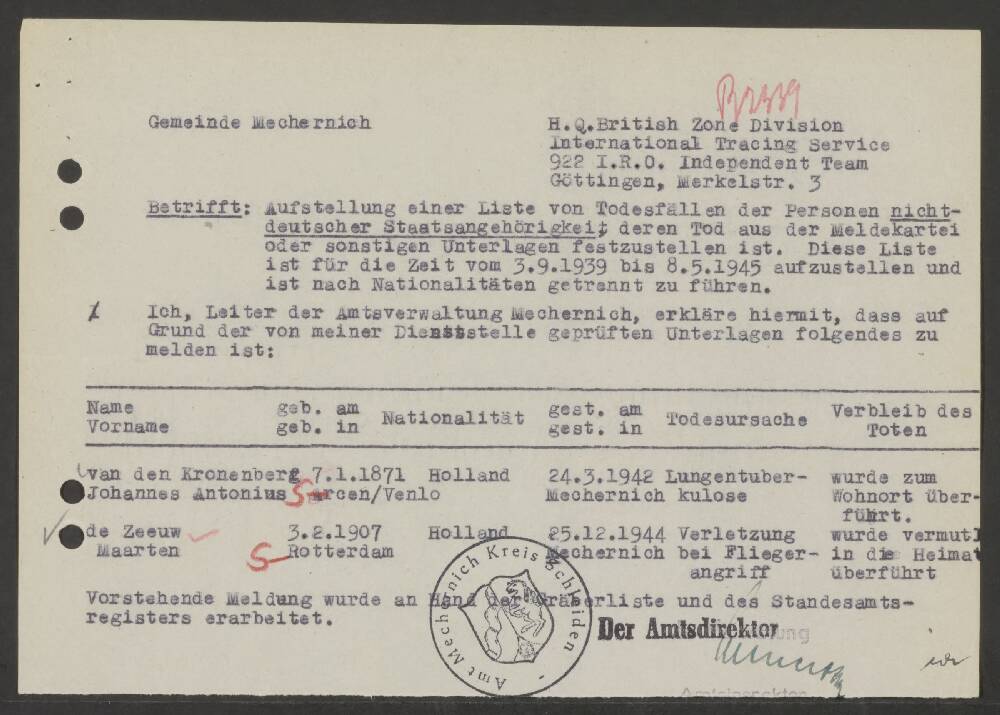 Gemeinde Mechernich
H.Q.British Zone Division
International Tracing Service
922 I.R.O. Independent Team
Göttingen, Merkelstr. 3
Betrifft: Aufstellung einer Liste von Todesfällen der Personen nicht-
deutscher Staatsangehörigkeit deren Tod aus der Meldekartei
oder sonstigen Unterlagen festzustellen ist. Diese Liste
ist für die Zeit vom 3.9.1939 bis 8.5.1945 aufzustellen und
ist nach Nationalitäten getrennt zu führen.
Ich, Leiter der Amtsverwaltung Mechernich, erkläre hiermit, dass auf
Grund der von meiner Dienststelle geprüften Unterlagen folgendes zu
melden ist:
Name geb. am Nationalität gest. am Todesursache Verbleib des
Vorname geb. in gest. in Toten
van den Kronenberg 7.1.1871 Holland 24.3.1942 Lungentuber- wurde zum
Johannes Antonius Arcen/Venlo Mechernich kulose Wohnort über-
führt.
de Zeeuw 3.2.1907 Holland 25.12.1944 Verletzung wurde vermutl
Maarten S Rotterdam Mechernich bei Flieger- in die Heimat
angriff überführt
Vorstehende Meldung wurde an Hand der Gräberliste und des Standesamts-
registers erarbeitet.
Amt Mechernich Kreis Schleiden
Der Amtsdirektor